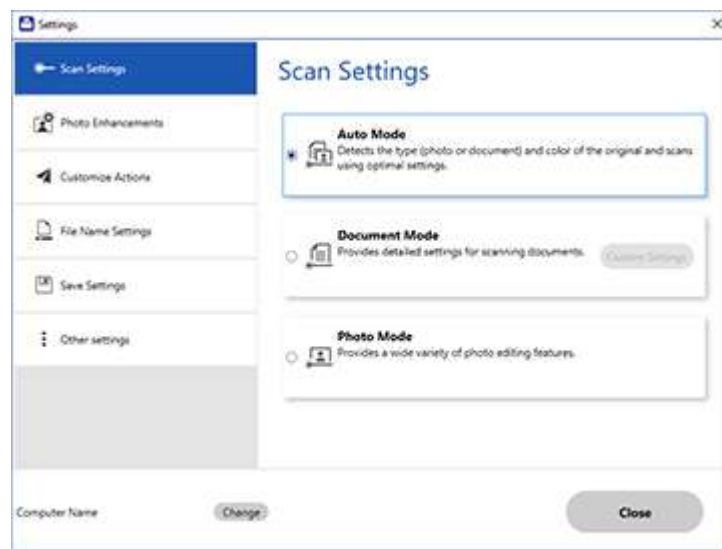 Settings
Scan Settings
Photo Enhancements
Customize Actions
File Name Settings
Save Settings
Other settings
Scan Settings
Auto Mode
Detects the type (photo or document) and color of the original and scans
using optimal settings.
Document Mode
Provides detailed settings for scanning documents.
Custom Settings
Photo Mode
Provides a wide variety of photo editing features.
Computer Name
Change
Close